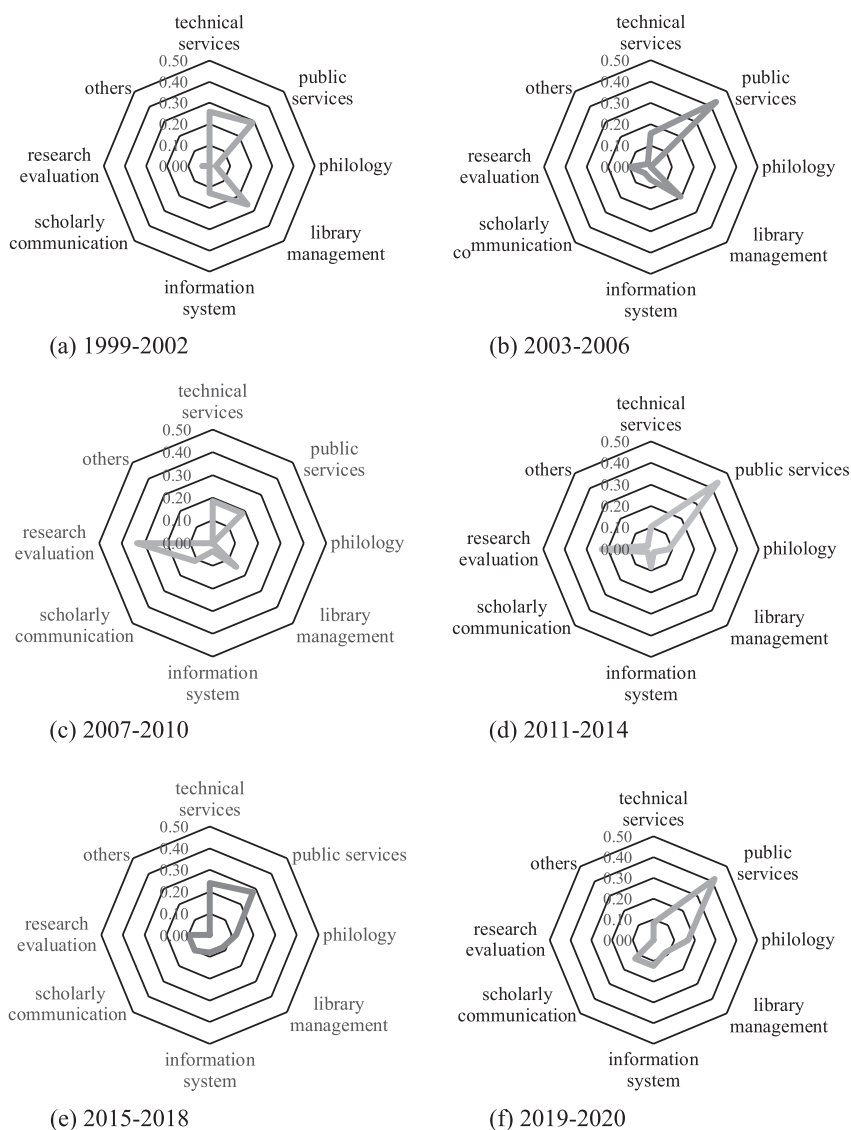 technical
services
0.50
0.40
0.30
0.20
0.10
0.00
public
services
philology
library
management
information
system
scholarly
communication
research
evaluation
others
(a) 1999-2002
technical
services
0.50
0.40
0.30
0.20
0.10
0.00
public
services
philology
library
management
information
system
scholarly
communication
research
evaluation
others
(b) 2003-2006
technical
services
0.50
0.40
0.30
0.20
0.10
0.00
public
services
philology
library
management
information
system
scholarly
communication
research
evaluation
others
(c) 2007-2010
technical
services
0.50
0.40
0.30
0.20
0.10
0.00
public services
philology
library
management
information
system
scholarly
communication
research
evaluation
others
(d) 2011-2014
technical
services
0.50
0.40
0.30
0.20
0.10
0.00
public services
philology
library
management
information
system
scholarly
communication
research
evaluation
others
(e) 2015-2018
technical
services
0.50
0.40
0.30
0.20
0.10
0.00
public
services
philology
library
management
information
system
scholarly
communication
research
evaluation
others
(f) 2019-2020